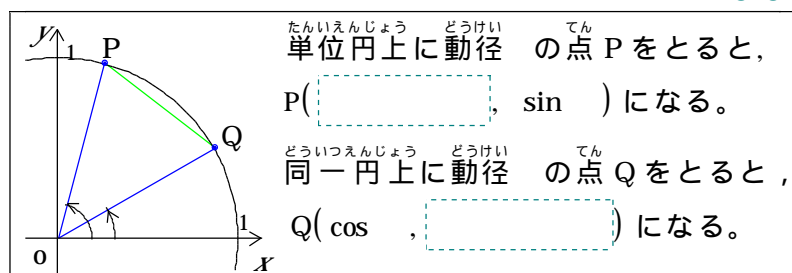 y
1
P
Q
1
o
x
たんいえんじょう どうけい てん
単位円上に動径 の点Pをとると,
P( , sin ) になる。
どういつえんじょう どうけい てん
同一円上に動径 の点Qをとると,
Q( cos , ) になる。